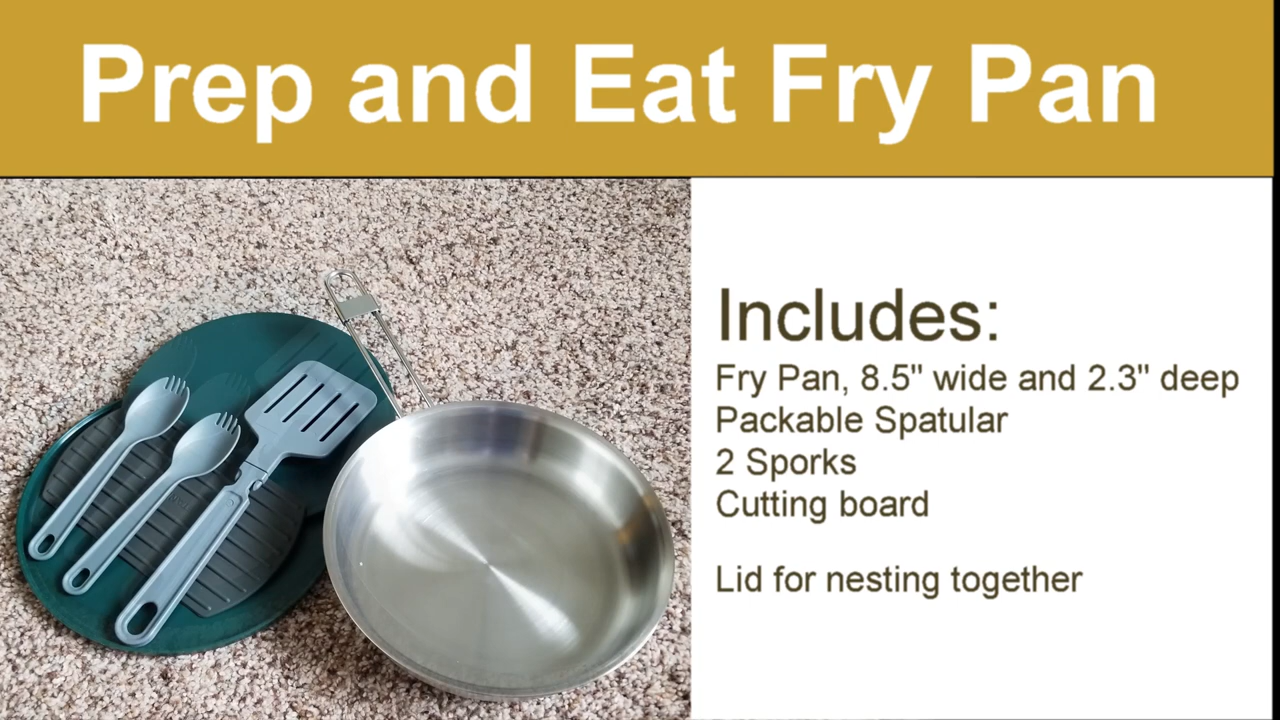 Prep and Eat Fry Pan
Includes:
Fry Pan, 8.5" wide and 2.3" deep
Packable Spatular
2 Sporks
Cutting board
Lid for nesting together